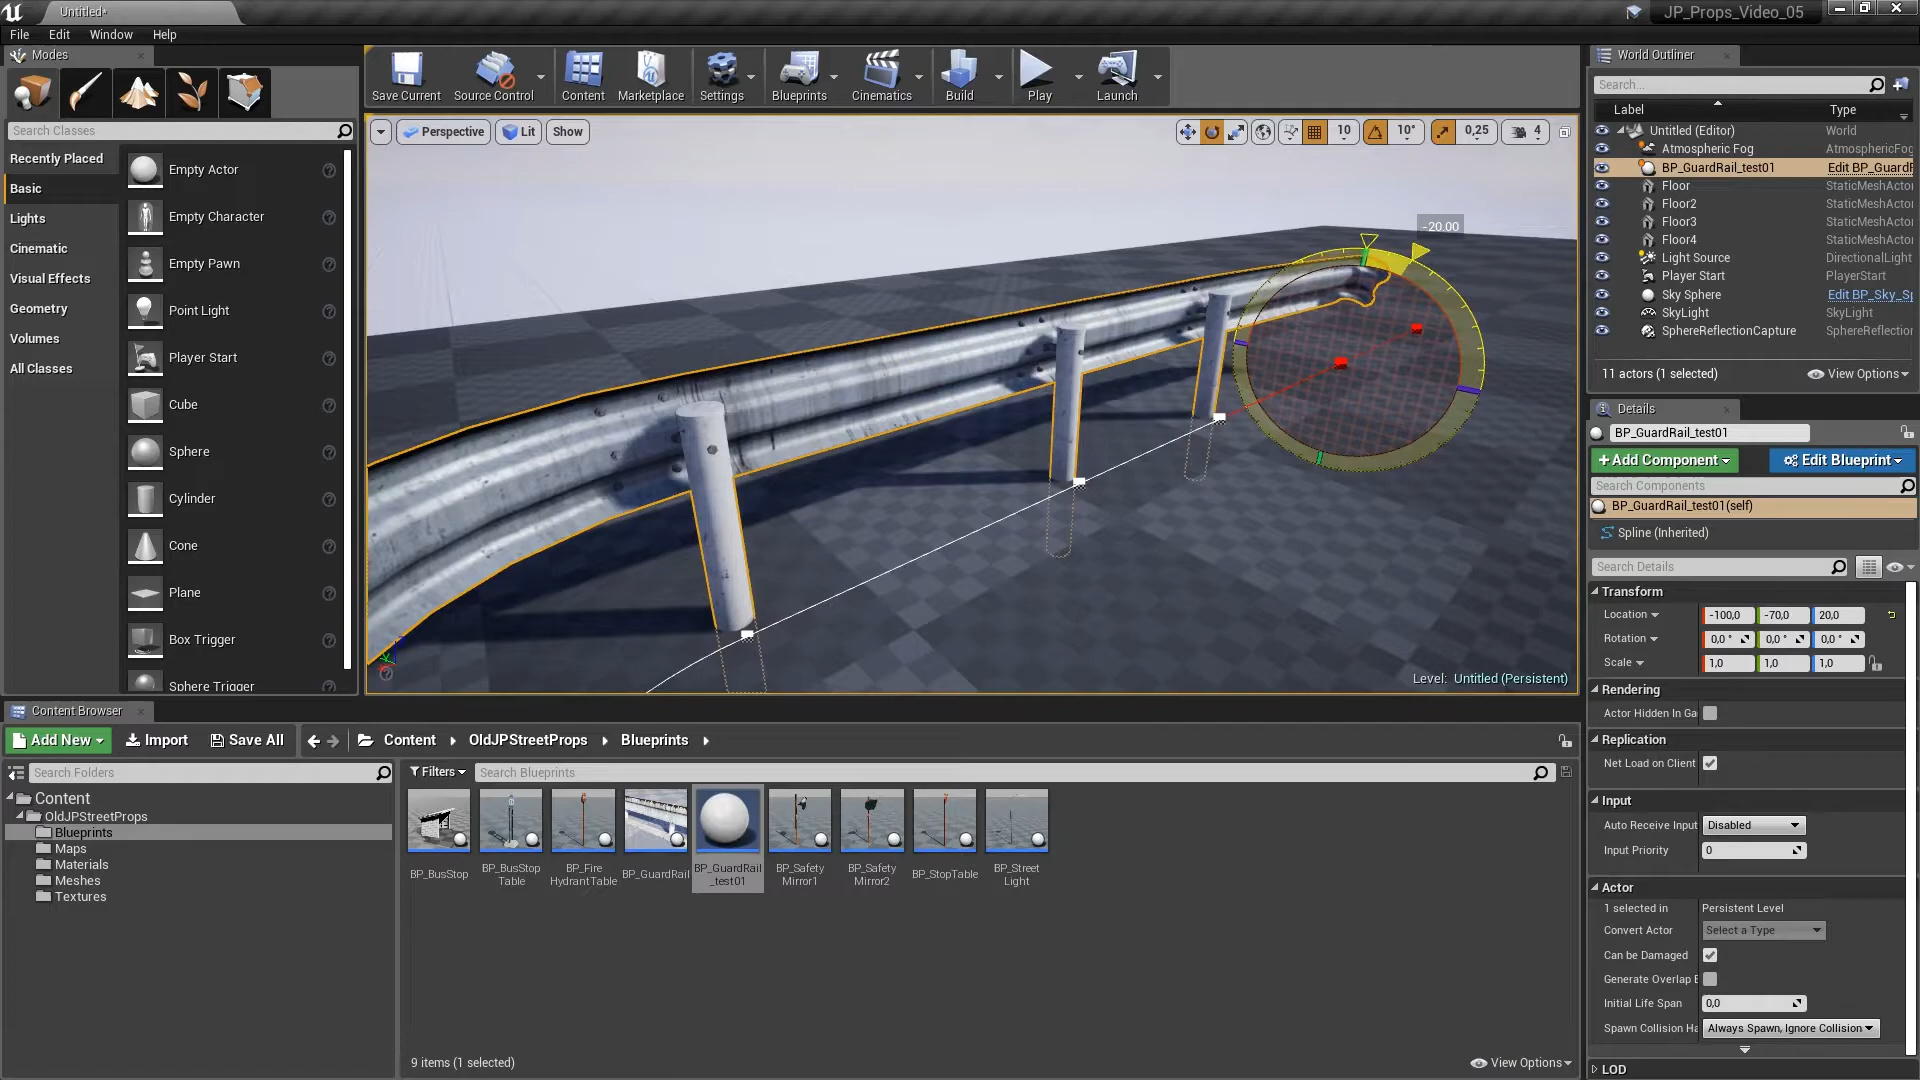 Untitled*
JP_Props_Video_05
File Edit Window Help
Modes
Search Classes
Recently Placed
Basic
Lights
Cinematic
Visual Effects
Geometry
Volumes
All Classes
Empty Actor
Empty Character
Empty Pawn
Point Light
Player Start
Cube
Sphere
Cylinder
Cone
Plane
Box Trigger
Sphere Trigger
Save Current
Source Control
Content
Marketplace
Settings
Blueprints
Cinematics
Build
Play
Launch
Perspective
Lit
Show
10
10°
0,25
4
-20.00
Level: Untitled (Persistent)
World Outliner
Search...
Label Type
Untitled (Editor) World
Atmospheric Fog AtmosphericFog
BP_GuardRail_test01 Edit BP_GuardR
Floor StaticMeshActor
Floor2 StaticMeshActor
Floor3 StaticMeshActor
Floor4 StaticMeshActor
Light Source DirectionalLight
Player Start PlayerStart
Sky Sphere Edit BP_Sky_Sp
SkyLight SkyLight
SphereReflectionCapture SphereReflection
11 actors (1 selected)
View Options
Details
BP_GuardRail_test01
+Add Component
Edit Blueprint
Search Components
BP_GuardRail_test01(self)
Spline (Inherited)
Search Details
Transform
Location -100,0 -70,0 20,0
Rotation 0,0 ° 0,0 ° 0,0 °
Scale 1,0 1,0 1,0
Rendering
Actor Hidden In Ga
Replication
Net Load on Client
Input
Auto Receive Input Disabled
Input Priority 0
Actor
1 selected in Persistent Level
Convert Actor Select a Type
Can be Damaged
Generate Overlap E
Initial Life Span 0,0
Spawn Collision Ha Always Spawn, Ignore Collision
LOD
Content Browser
Add New
Import
Save All
Content
OldJPStreetProps
Blueprints
Search Folders
Filters
Search Blueprints
Content
OldJPStreetProps
Blueprints
Maps
Materials
Meshes
Textures
BP_BusStop
BP_BusStop
Table
BP_Fire
HydrantTable
BP_GuardRail
BP_GuardRail
_test01
BP_Safety
Mirror1
BP_Safety
Mirror2
BP_StopTable
BP_Street
Light
9 items (1 selected)
View Options